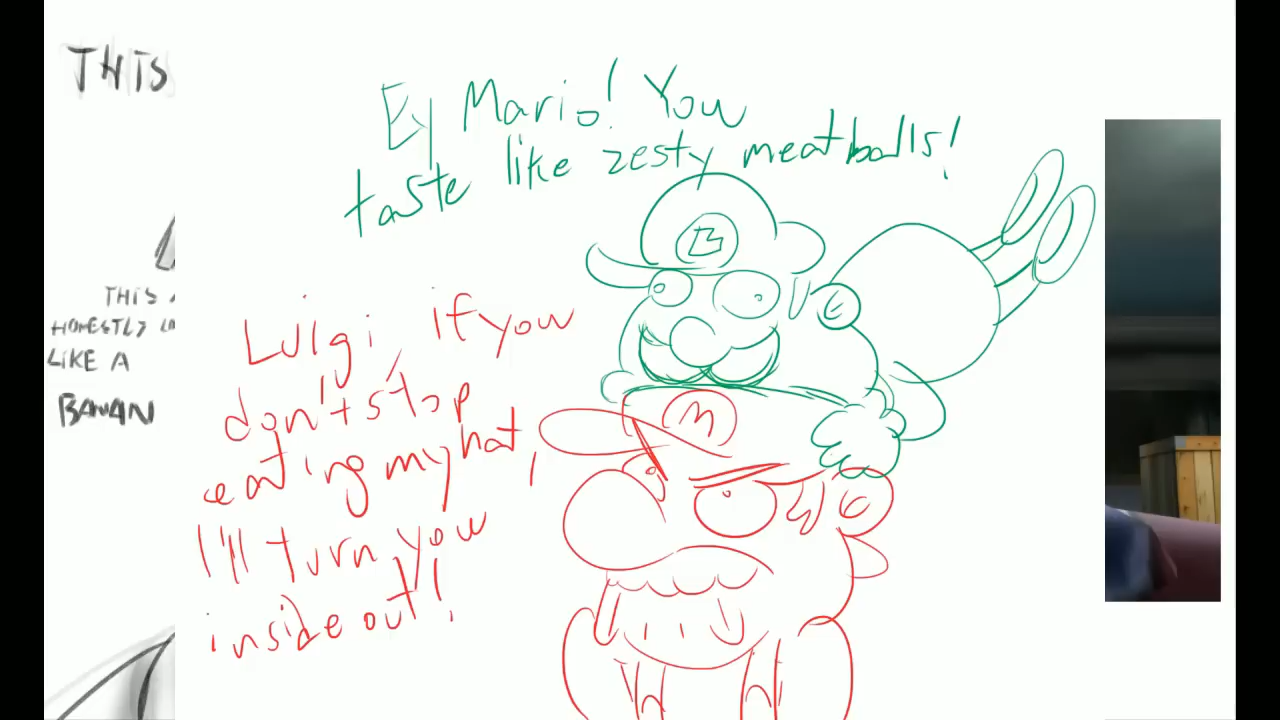 THIS
Ey Mario! You
taste like zesty meatballs!
L
THIS
HONESTLY
LIKE A
BANAN
Luigi, if you
don't stop
eating my hat,
I'll turn you
inside out!
M